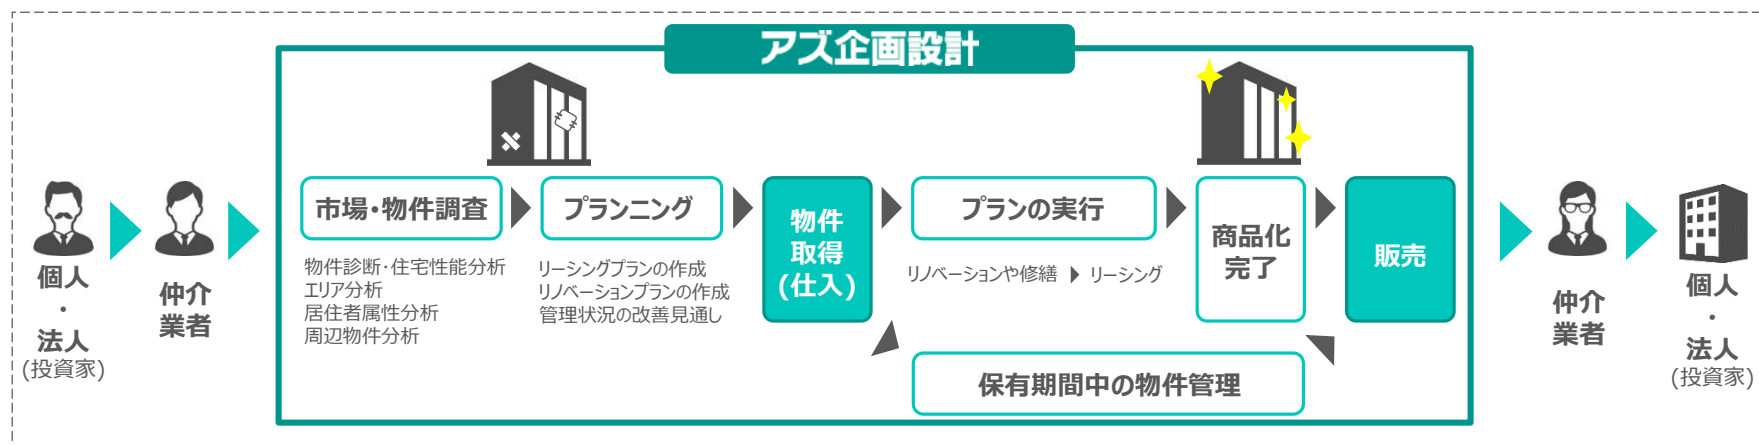 アズ企画設計
個人
・
法人
(投資家)
仲介
業者
市場・物件調査
物件診断・住宅性能分析
エリア分析
居住者属性分析
周辺物件分析
プランニング
リーシングプランの作成
リノベーションプランの作成
管理状況の改善見通し
物件
取得
(仕入)
プランの実行
リノベーションや修繕 ▶ リーシング
商品化
完了
保有期間中の物件管理
販売
仲介
業者
個人
・
法人
(投資家)